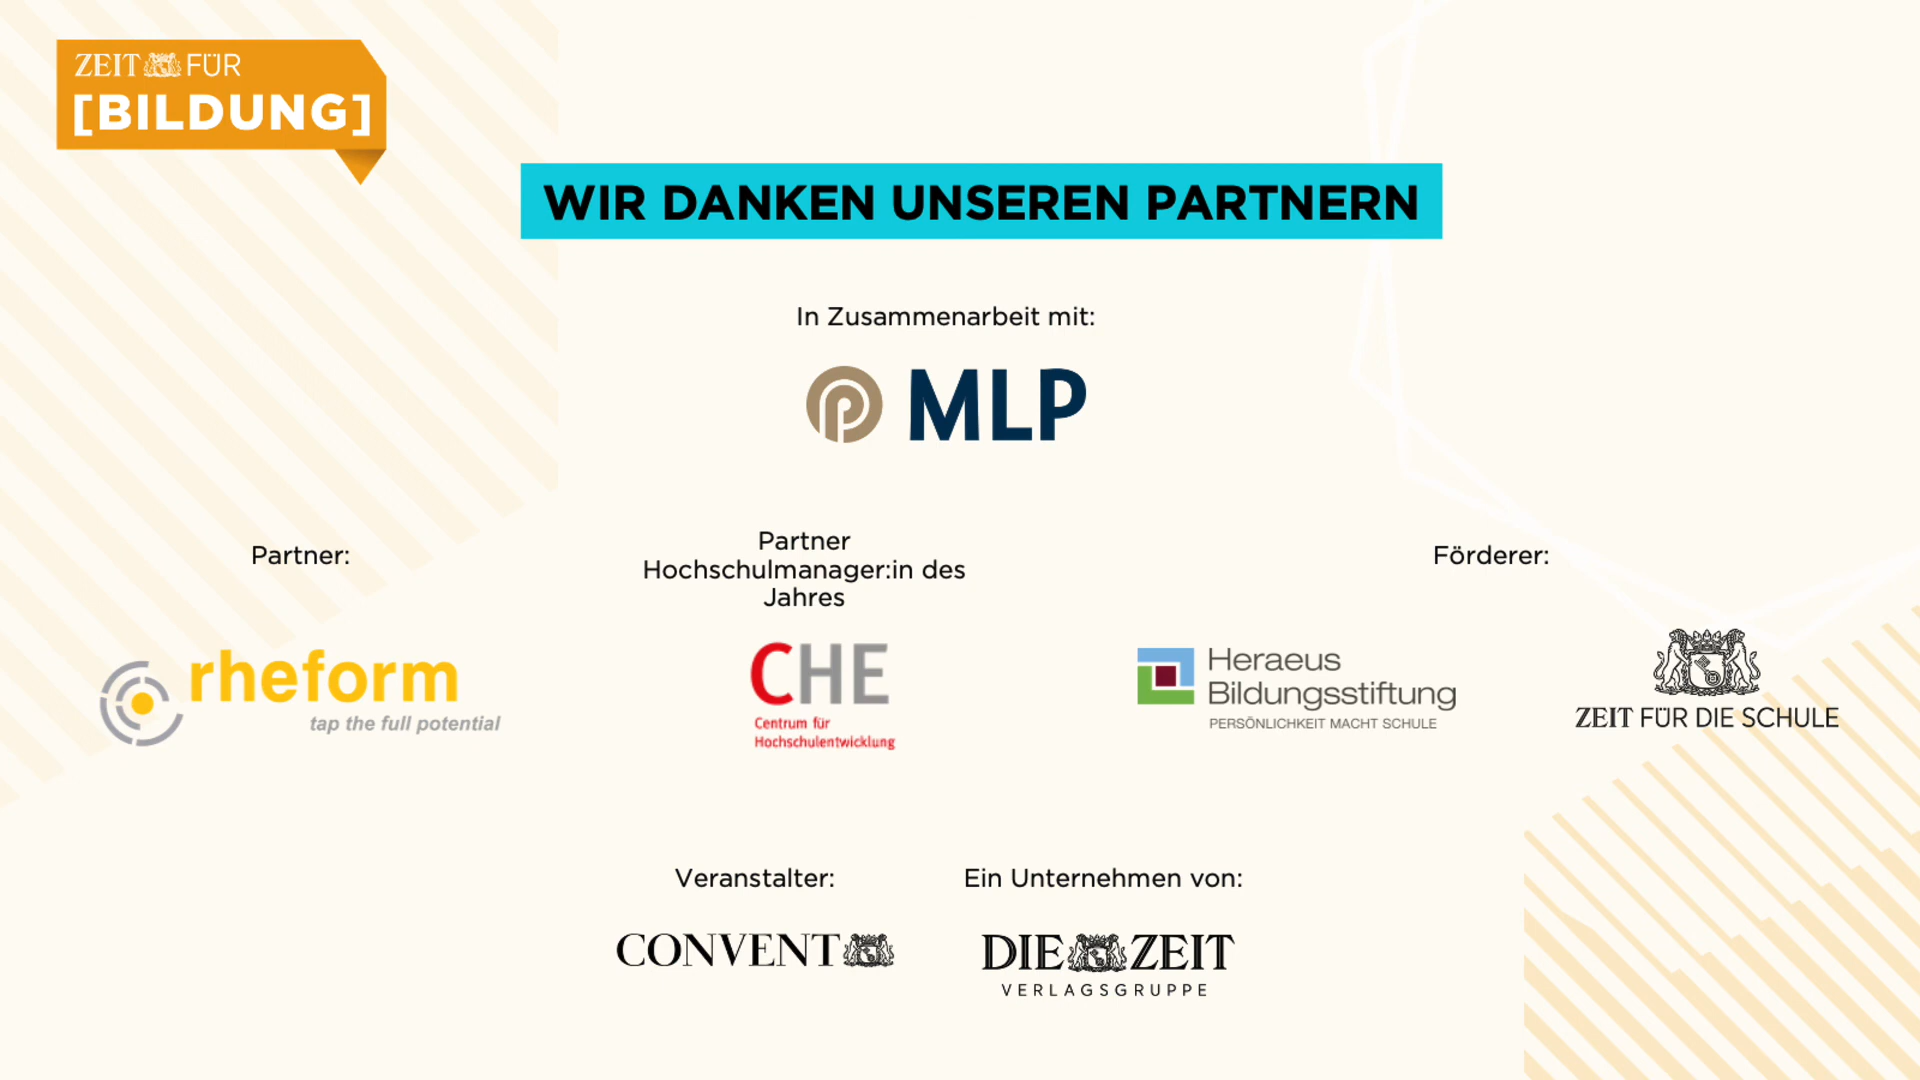 ZEIT FÜR
[BILDUNG]
WIR DANKEN UNSEREN PARTNERN
In Zusammenarbeit mit:
MLP
Partner:
rheform
tap the full potential
Partner
Hochschulmanager:in des
Jahres
CHE
Centrum für
Hochschulentwicklung
Förderer:
Heraeus
Bildungsstiftung
PERSÖNLICHKEIT MACHT SCHULE
ZEIT FÜR DIE SCHULE
Veranstalter:
CONVENT
Ein Unternehmen von:
DIE ZEIT
VERLAGSGRUPPE